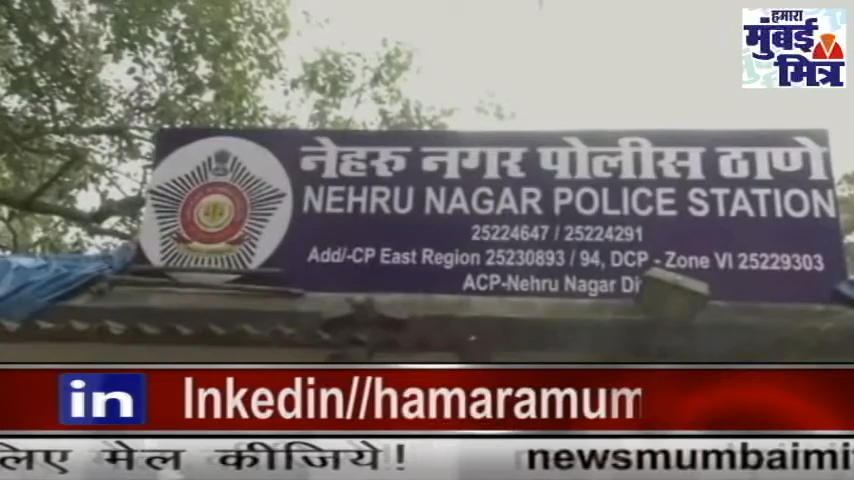 हमारा
मुंबई
मित्र
नेहरू नगर पोलीस ठाणे
NEHRU NAGAR POLICE STATION
25224647 / 25224291
Add/-CP East Region 25230893 / 94, DCP - Zone VI 25229303
ACP-Nehru Nagar Di
in lnkedin//hamaramum
लिए मेल कीजिये! newsmumbaimi